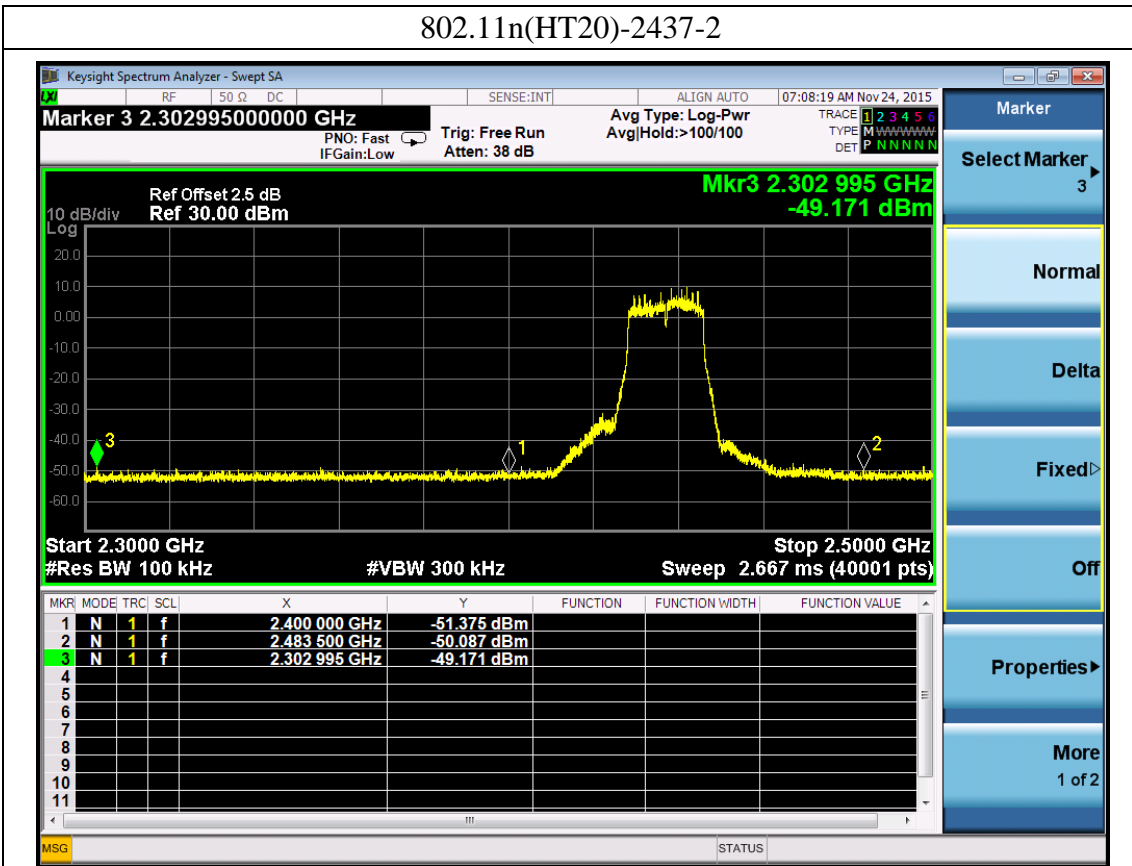 802.11n(HT20)-2437-2
Keysight Spectrum Analyzer - Swept SA
LXI RF 50 Ω DC SENSE:INT ALIGN AUTO 07:08:19 AM Nov 24, 2015
Marker 3 2.302995000000 GHz
PNO: Fast
IFGain:Low
Trig: Free Run
Atten: 38 dB
Avg Type: Log-Pwr
Avg|Hold:>100/100
TRACE 1 2 3 4 5 6
TYPE M WWWWW
DET P N N N N N
Mkr3 2.302 995 GHz
-49.171 dBm
Ref Offset 2.5 dB
10 dB/div Ref 30.00 dBm
Log
20.0
10.0
0.00
-10.0
-20.0
-30.0
-40.0
-50.0
-60.0
3
1
2
Start 2.3000 GHz Stop 2.5000 GHz
#Res BW 100 kHz #VBW 300 kHz Sweep 2.667 ms (40001 pts)
MKR MODE TRC SCL X Y FUNCTION FUNCTION WIDTH FUNCTION VALUE
1 N 1 f 2.400 000 GHz -51.375 dBm
2 N 1 f 2.483 500 GHz -50.087 dBm
3 N 1 f 2.302 995 GHz -49.171 dBm
4
5
6
7
8
9
10
11
MSG STATUS
Marker
Select Marker
3
Normal
Delta
Fixed
Off
Properties
More
1 of 2